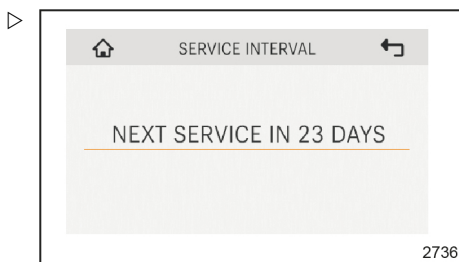 SERVICE INTERVAL
NEXT SERVICE IN 23 DAYS
2736